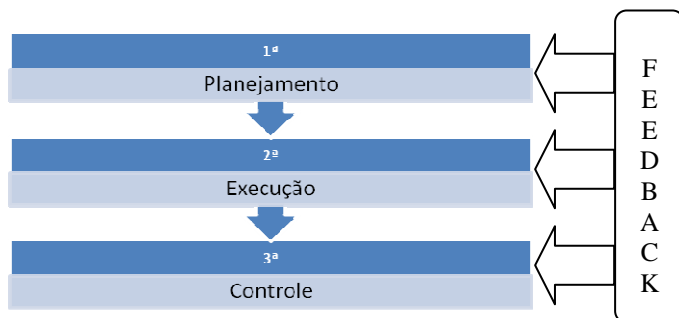 1ª
Planejamento
2ª
Execução
3ª
Controle
F
E
E
D
B
A
C
K